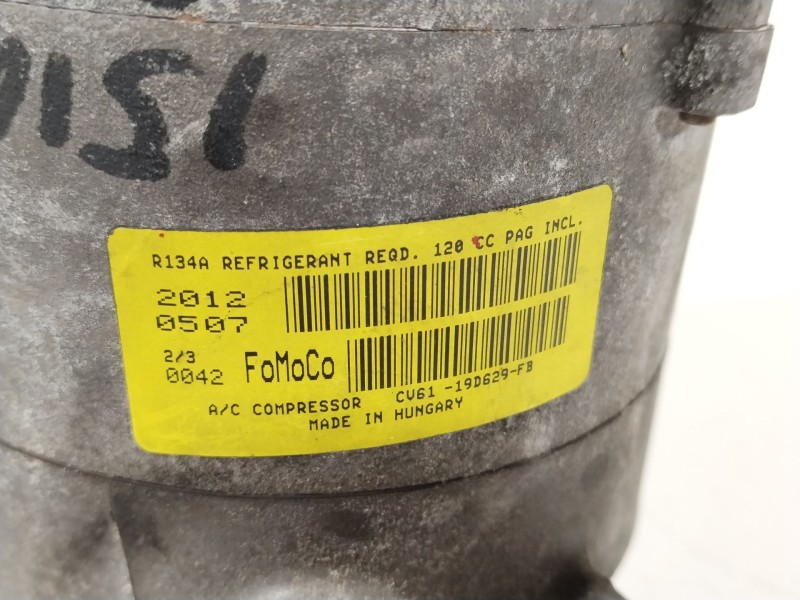 R134A REFRIGERANT REQD. 120 CC PAG INCL.
2012
0507
2/3
0042 FoMoCo
A/C COMPRESSOR CV61 -19D629-FB
MADE IN HUNGARY